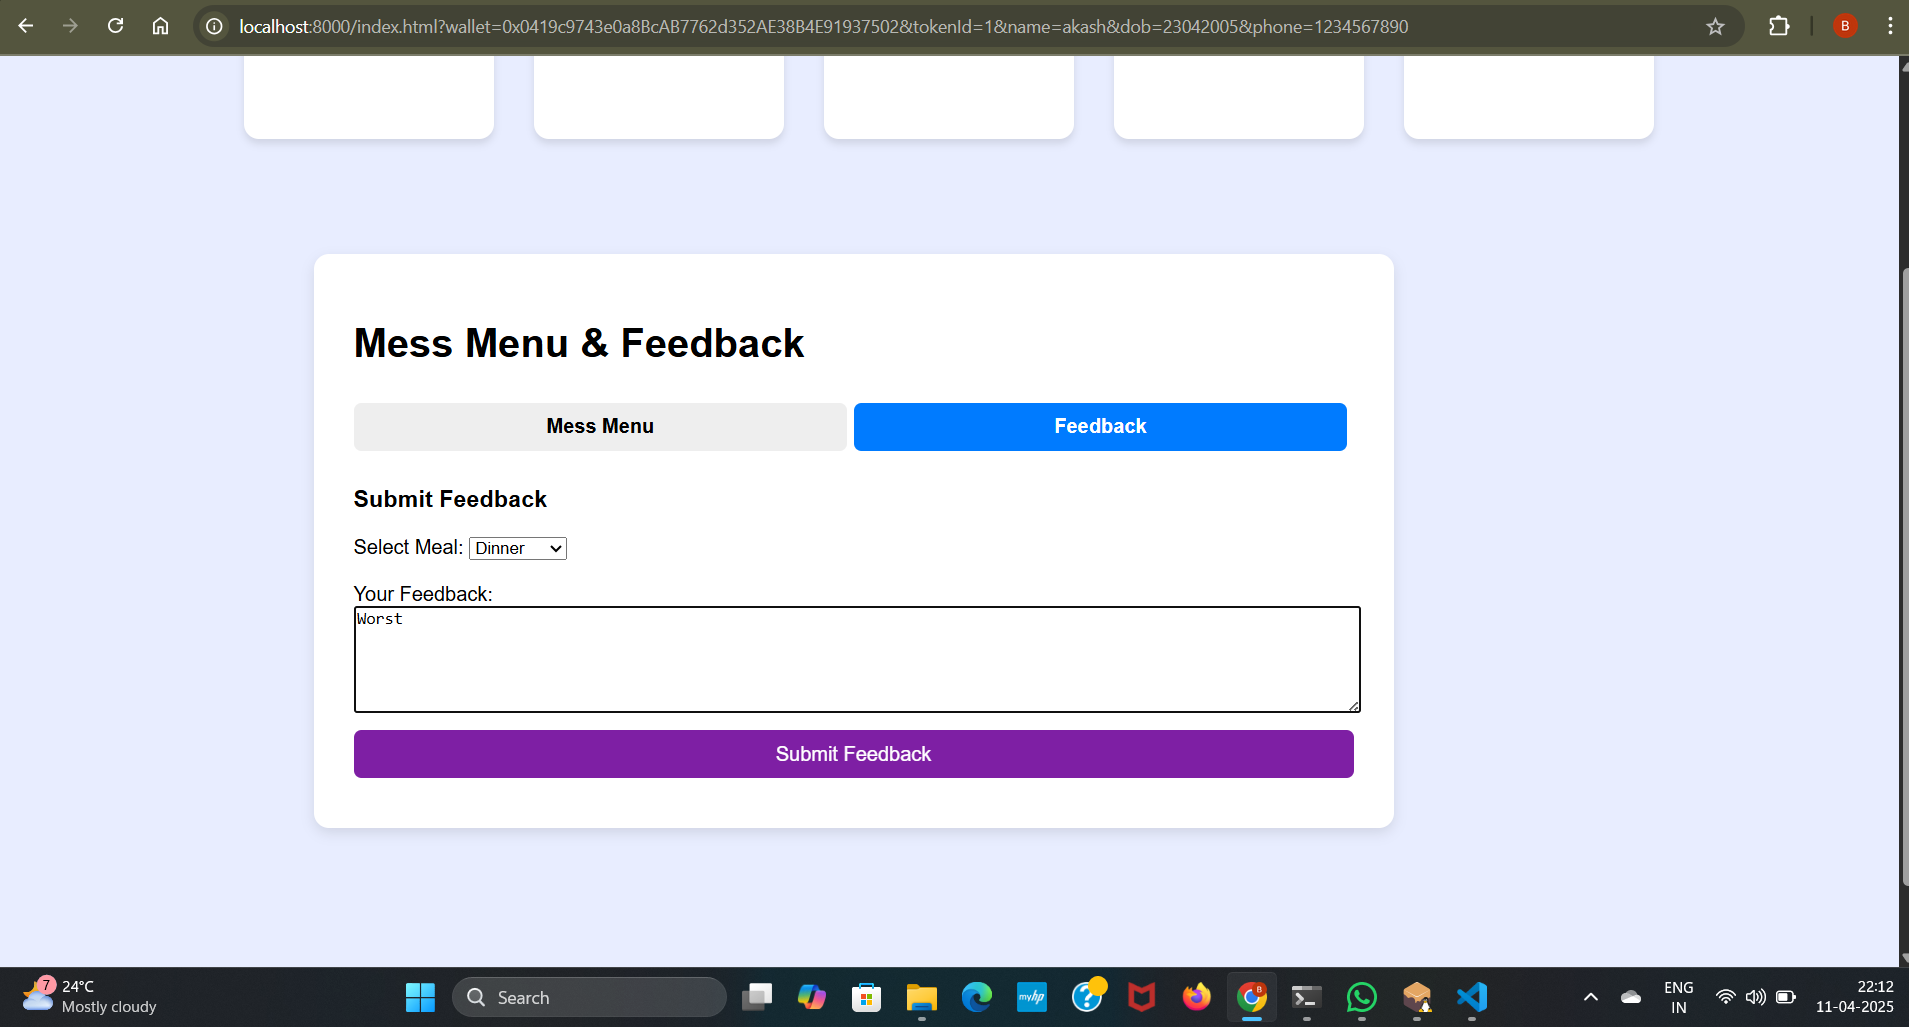 localhost:8000/index.html?wallet=0x0419c9743e0a8BcAB7762d352AE38B4E91937502&tokenId=1&name=akash&dob=23042005&phone=1234567890
B
Mess Menu & Feedback
Mess Menu
Feedback
Submit Feedback
Select Meal: Dinner
Your Feedback:
Worst
Submit Feedback
7
24°C
Mostly cloudy
Search
myhp
B
ENG
IN
22:12
11-04-2025